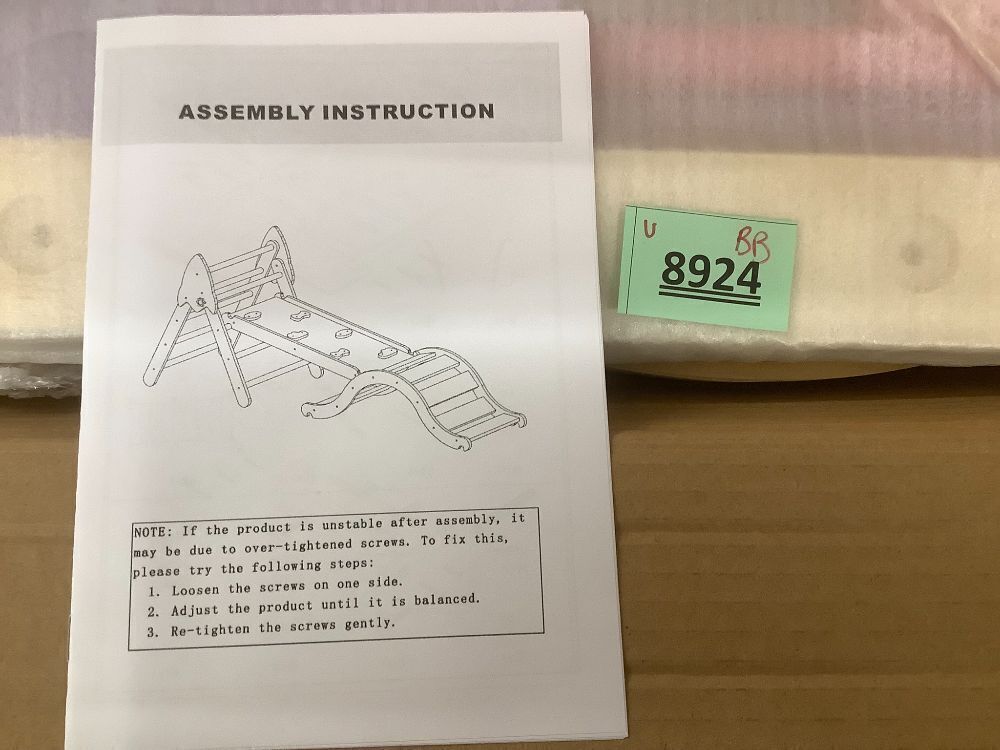 ASSEMBLY INSTRUCTION
U
BB
8924
NOTE: If the product is unstable after assembly, it
may be due to over-tightened screws. To fix this,
please try the following steps:
1. Loosen the screws on one side.
2. Adjust the product until it is balanced.
3. Re-tighten the screws gently.